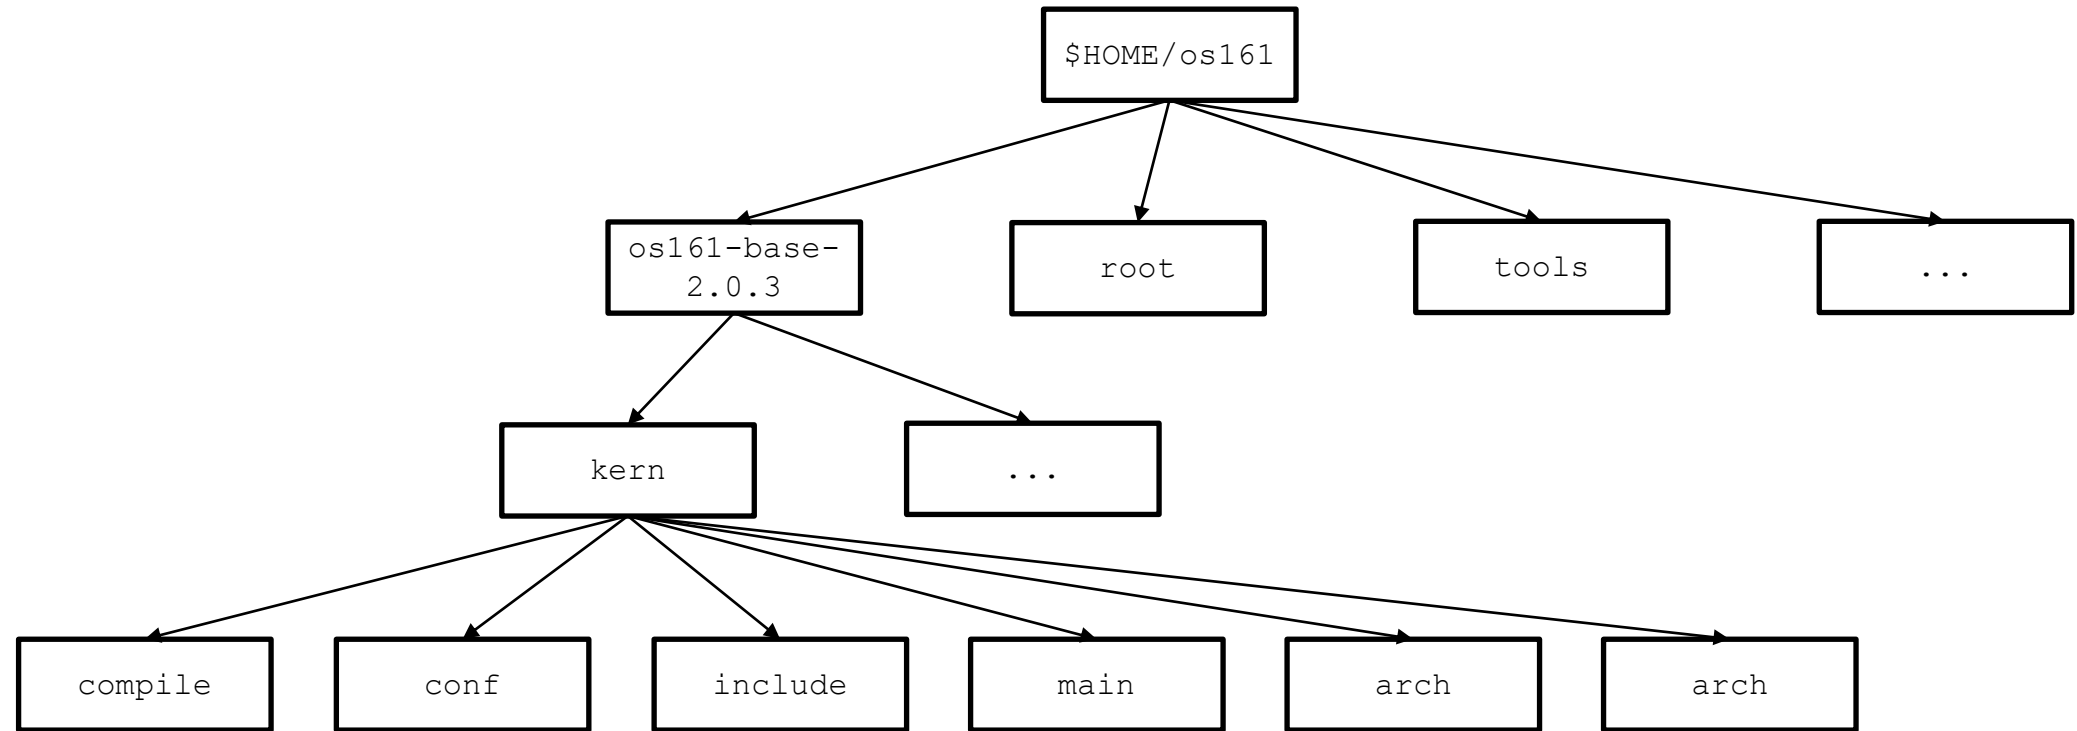 $HOME/os161
os161-base-
2.0.3
root
tools
...
kern
...
compile
conf
include
main
arch
arch